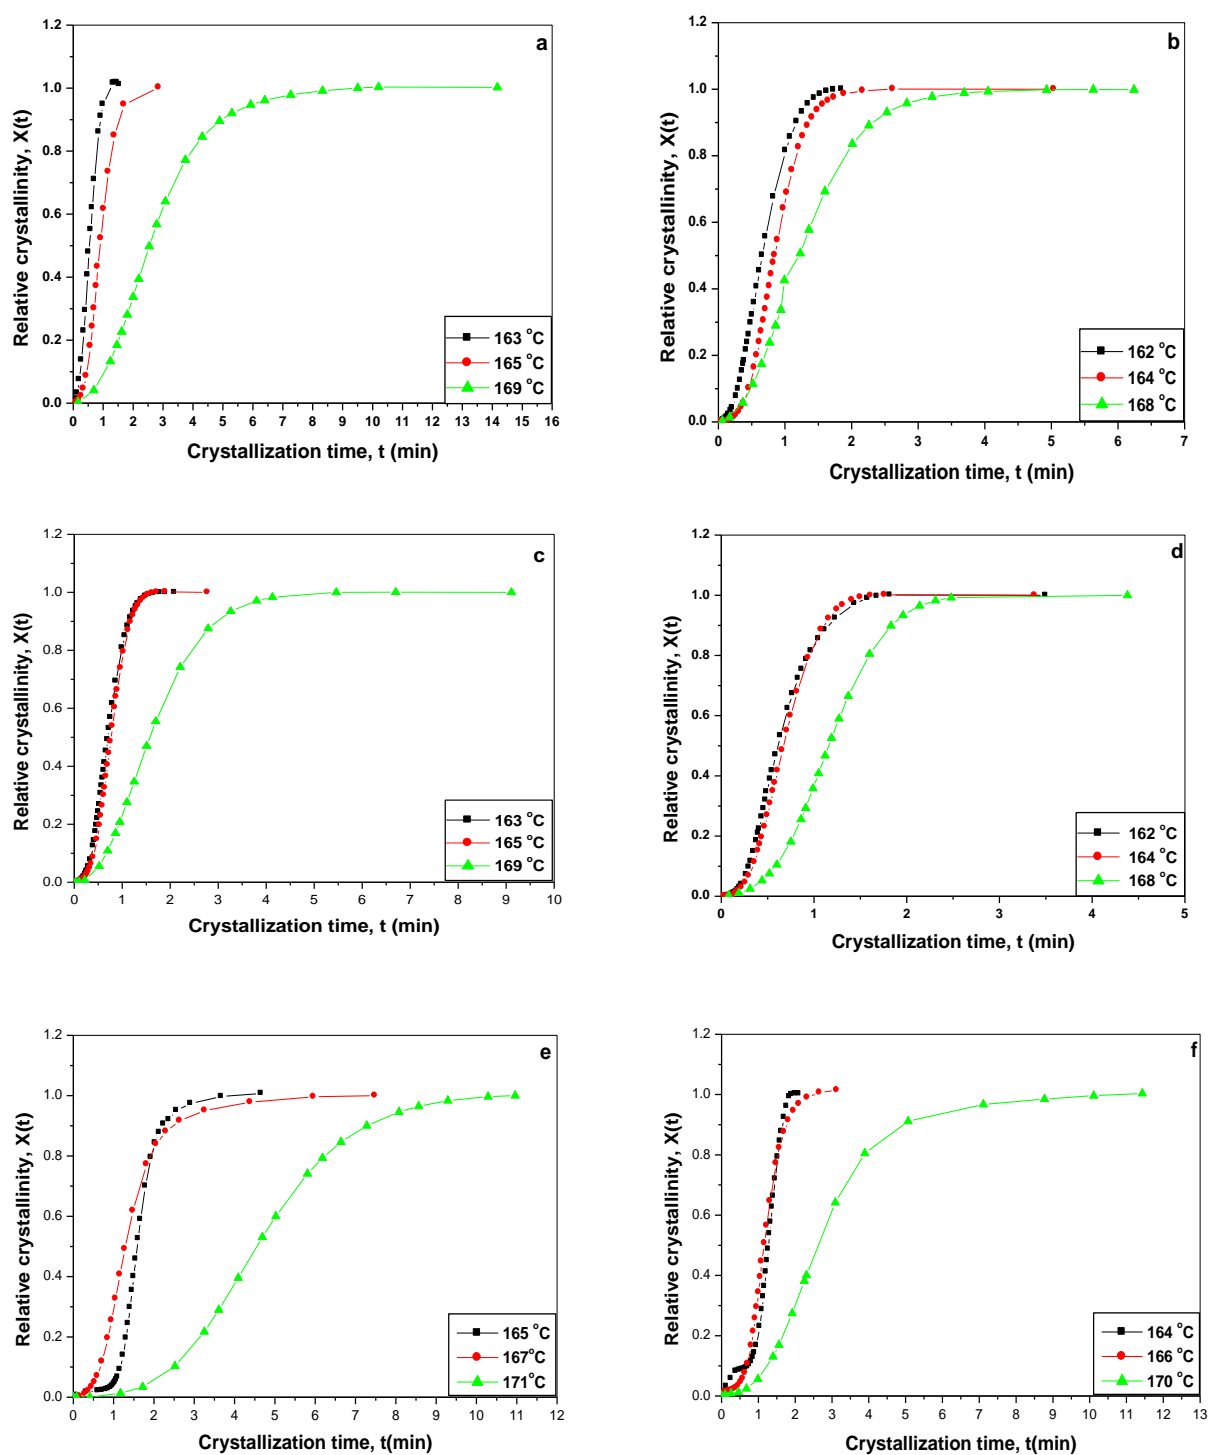 a
1.2
1.0
0.8
0.6
0.4
0.2
0.0
Relative crystallinity, X(t)
163 °C
165 °C
169 °C
0 1 2 3 4 5 6 7 8 9 10 11 12 13 14 15 16
Crystallization time, t (min)
b
1.2
1.0
0.8
0.6
0.4
0.2
0.0
Relative crystallinity, X(t)
162 °C
164 °C
168 °C
0 1 2 3 4 5 6 7
Crystallization time, t (min)
c
1.2
1.0
0.8
0.6
0.4
0.2
0.0
Relative crystallinity, X(t)
163 °C
165 °C
169 °C
0 1 2 3 4 5 6 7 8 9 10
Crystallization time, t (min)
d
1.2
1.0
0.8
0.6
0.4
0.2
0.0
Relative crystallinity, X(t)
162 °C
164 °C
168 °C
0 1 2 3 4 5
Crystallization time, t (min)
e
1.2
1.0
0.8
0.6
0.4
0.2
0.0
Relative crystallinity, X(t)
165 °C
167°C
171°C
0 1 2 3 4 5 6 7 8 9 10 11 12
Crystallization time, t(min)
f
1.2
1.0
0.8
0.6
0.4
0.2
0.0
Relative crystallinity, X(t)
164 °C
166 °C
170 °C
0 1 2 3 4 5 6 7 8 9 10 11 12 13
Crystallization time, t(min)